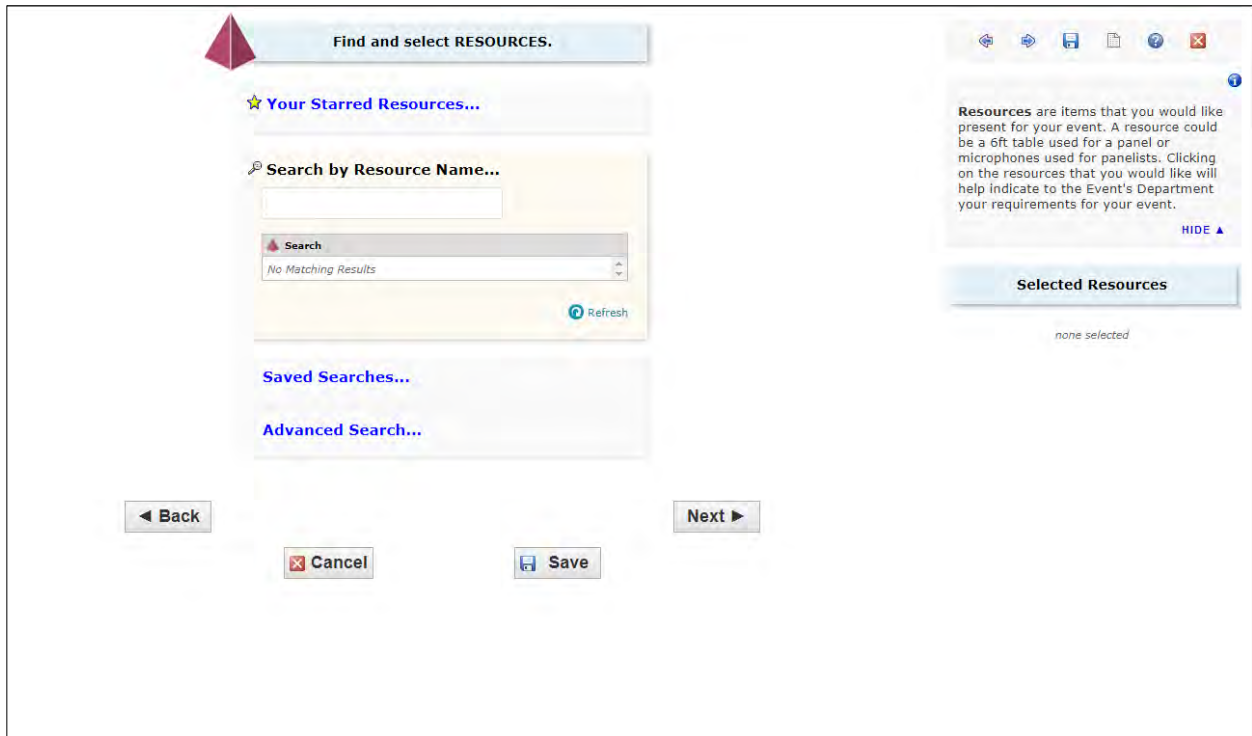 Find and select RESOURCES.
Your Starred Resources...
Search by Resource Name...
Search
No Matching Results
Refresh
Saved Searches...
Advanced Search...
◄ Back
Next ►
Cancel
Save
Resources are items that you would like
present for your event. A resource could
be a 6ft table used for a panel or
microphones used for panelists. Clicking
on the resources that you would like will
help indicate to the Event's Department
your requirements for your event.
HIDE ▲
Selected Resources
none selected